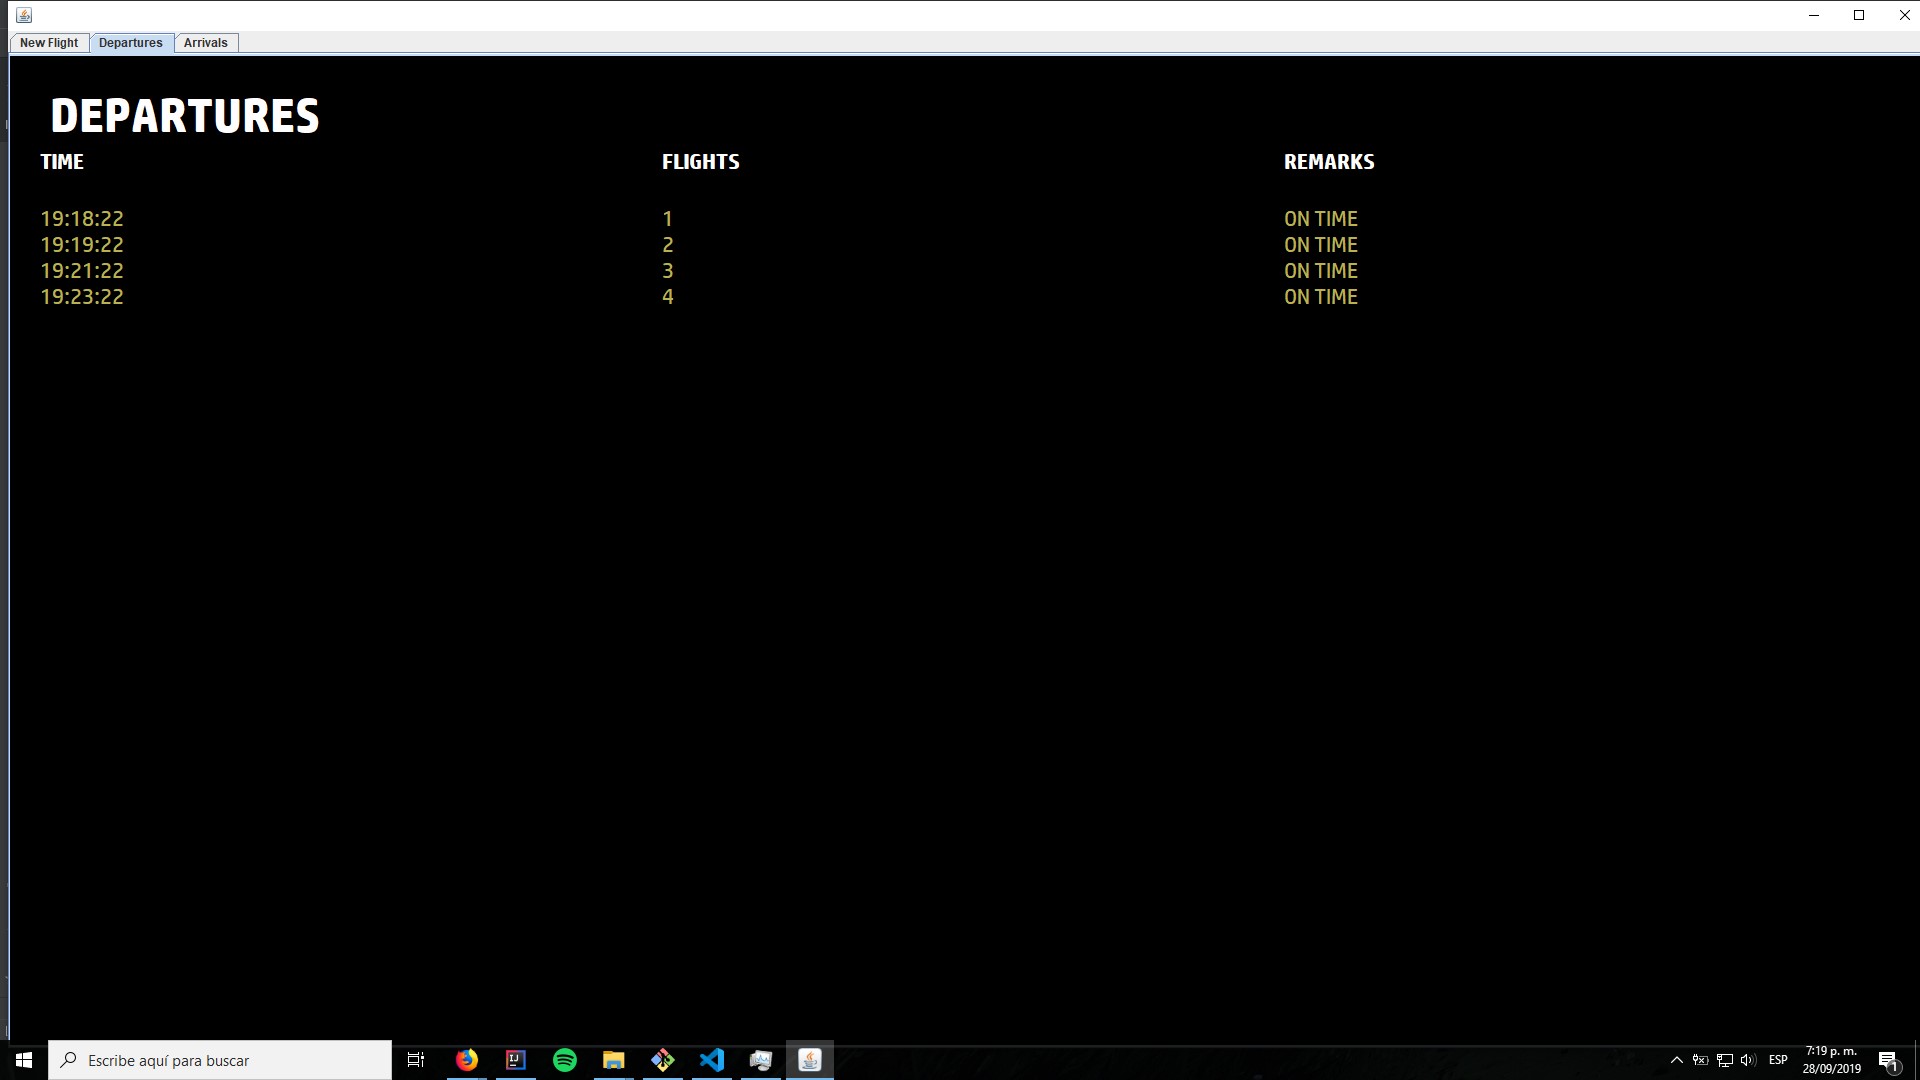 New Flight Departures Arrivals
DEPARTURES
TIME FLIGHTS REMARKS
19:18:22 1 ON TIME
19:19:22 2 ON TIME
19:21:22 3 ON TIME
19:23:22 4 ON TIME
Escribe aquí para buscar
IJ
ESP
7:19 p. m.
28/09/2019
1